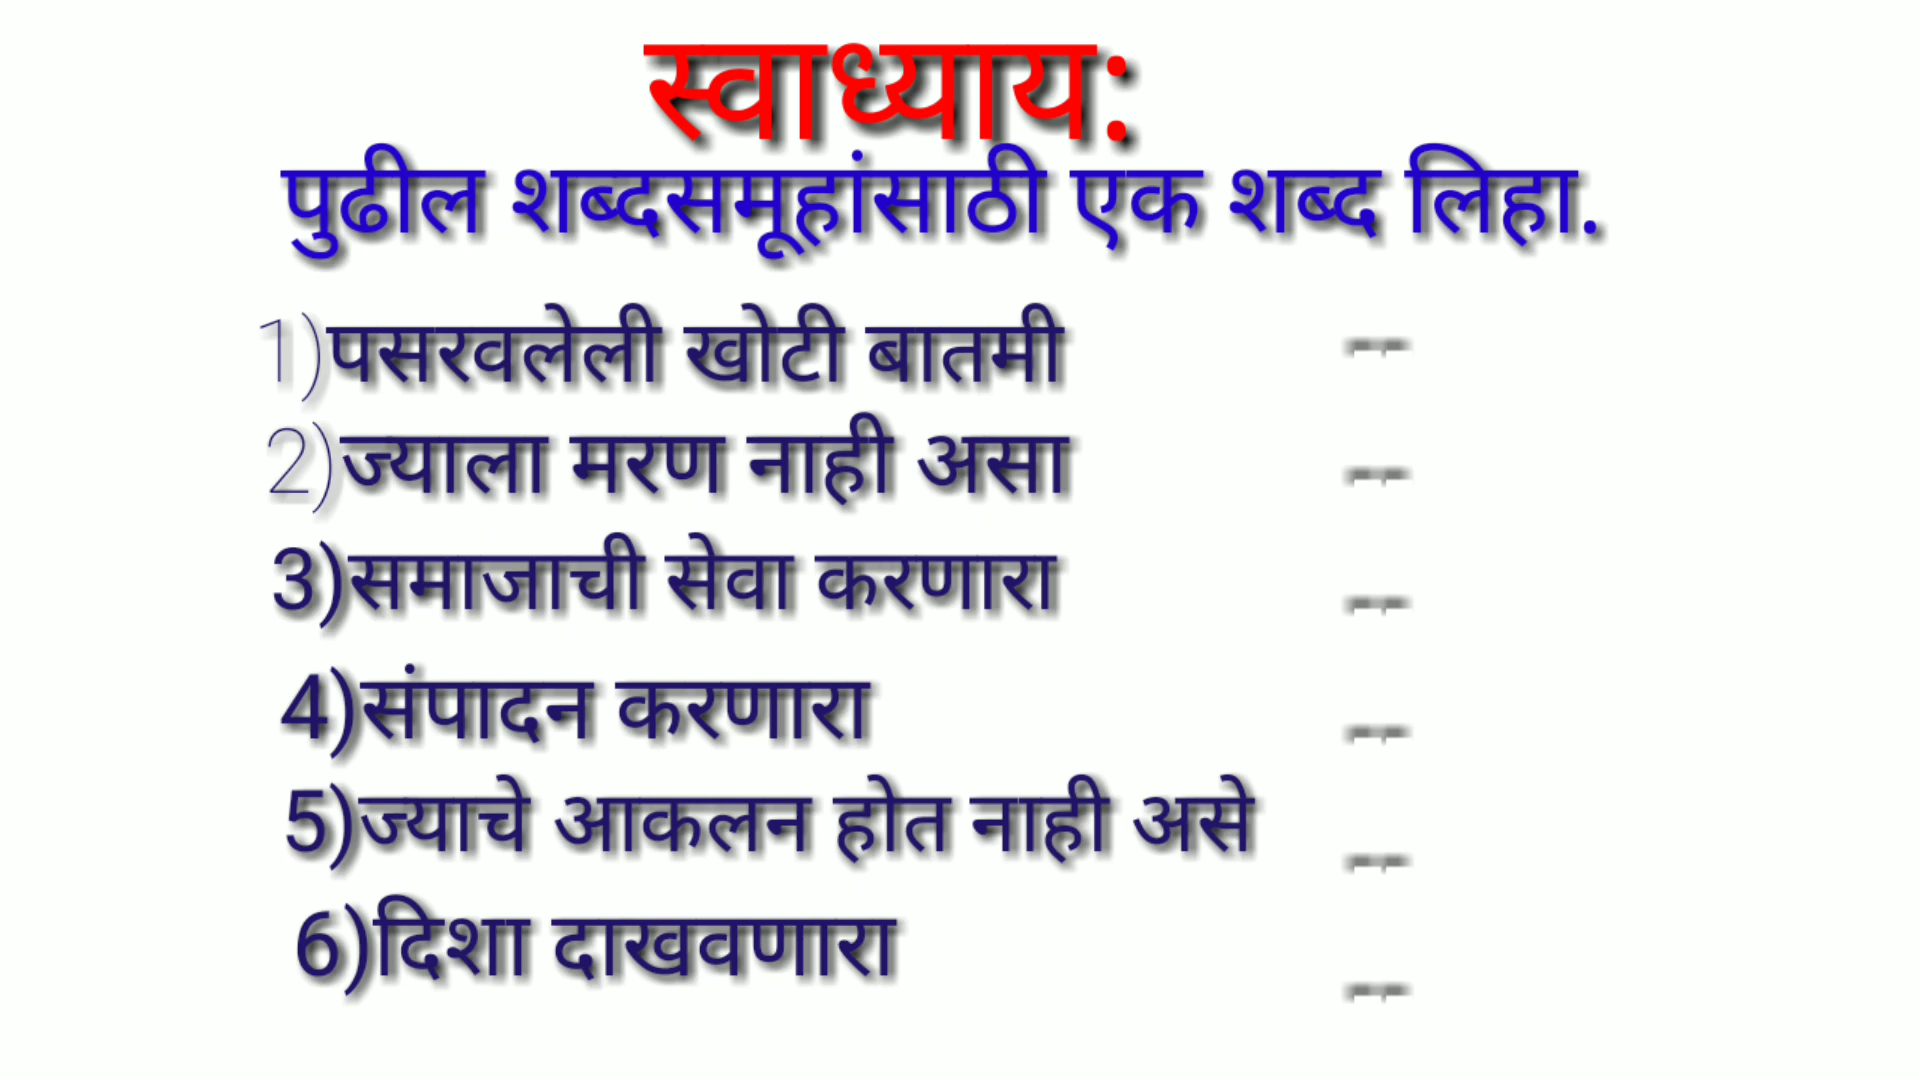 स्वाध्याय:
पुढील शब्दसमूहांसाठी एक शब्द लिहा.
1)पसरवलेली खोटी बातमी --
2)ज्याला मरण नाही असा --
3)समाजाची सेवा करणारा --
4)संपादन करणारा --
5)ज्याचे आकलन होत नाही असे --
6)दिशा दाखवणारा --